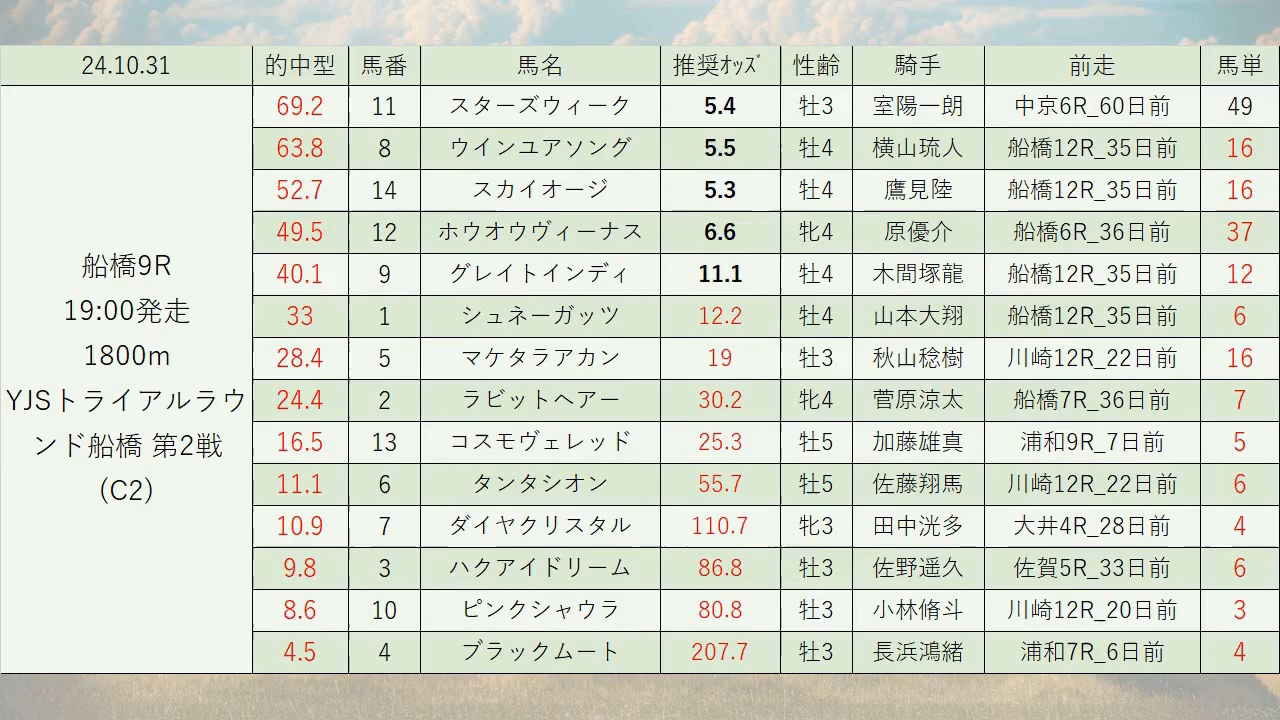 24.10.31 的中型 馬番 馬名 推奨ｵｯｽﾞ 性齢 騎手 前走 馬単
船橋9R
19:00発走
1800m
YJSトライアルラウ
ンド船橋 第2戦
(C2)
69.2 11 スターズウィーク 5.4 牡3 室陽一朗 中京6R_60日前 49
63.8 8 ウインユアソング 5.5 牡4 横山琉人 船橋12R_35日前 16
52.7 14 スカイオージ 5.3 牡4 鷹見陸 船橋12R_35日前 16
49.5 12 ホウオウヴィーナス 6.6 牝4 原優介 船橋6R_36日前 37
40.1 9 グレイトインディ 11.1 牡4 木間塚龍 船橋12R_35日前 12
33 1 シュネーガッツ 12.2 牡4 山本大翔 船橋12R_35日前 6
28.4 5 マケタラアカン 19 牡3 秋山稔樹 川崎12R_22日前 16
24.4 2 ラビットヘアー 30.2 牝4 菅原涼太 船橋7R_36日前 7
16.5 13 コスモヴェレッド 25.3 牡5 加藤雄真 浦和9R_7日前 5
11.1 6 タンタシオン 55.7 牡5 佐藤翔馬 川崎12R_22日前 6
10.9 7 ダイヤクリスタル 110.7 牝3 田中洸多 大井4R_28日前 4
9.8 3 ハクアイドリーム 86.8 牡3 佐野遥久 佐賀5R_33日前 6
8.6 10 ピンクシャウラ 80.8 牡3 小林脩斗 川崎12R_20日前 3
4.5 4 ブラックムート 207.7 牡3 長浜鴻緒 浦和7R_6日前 4